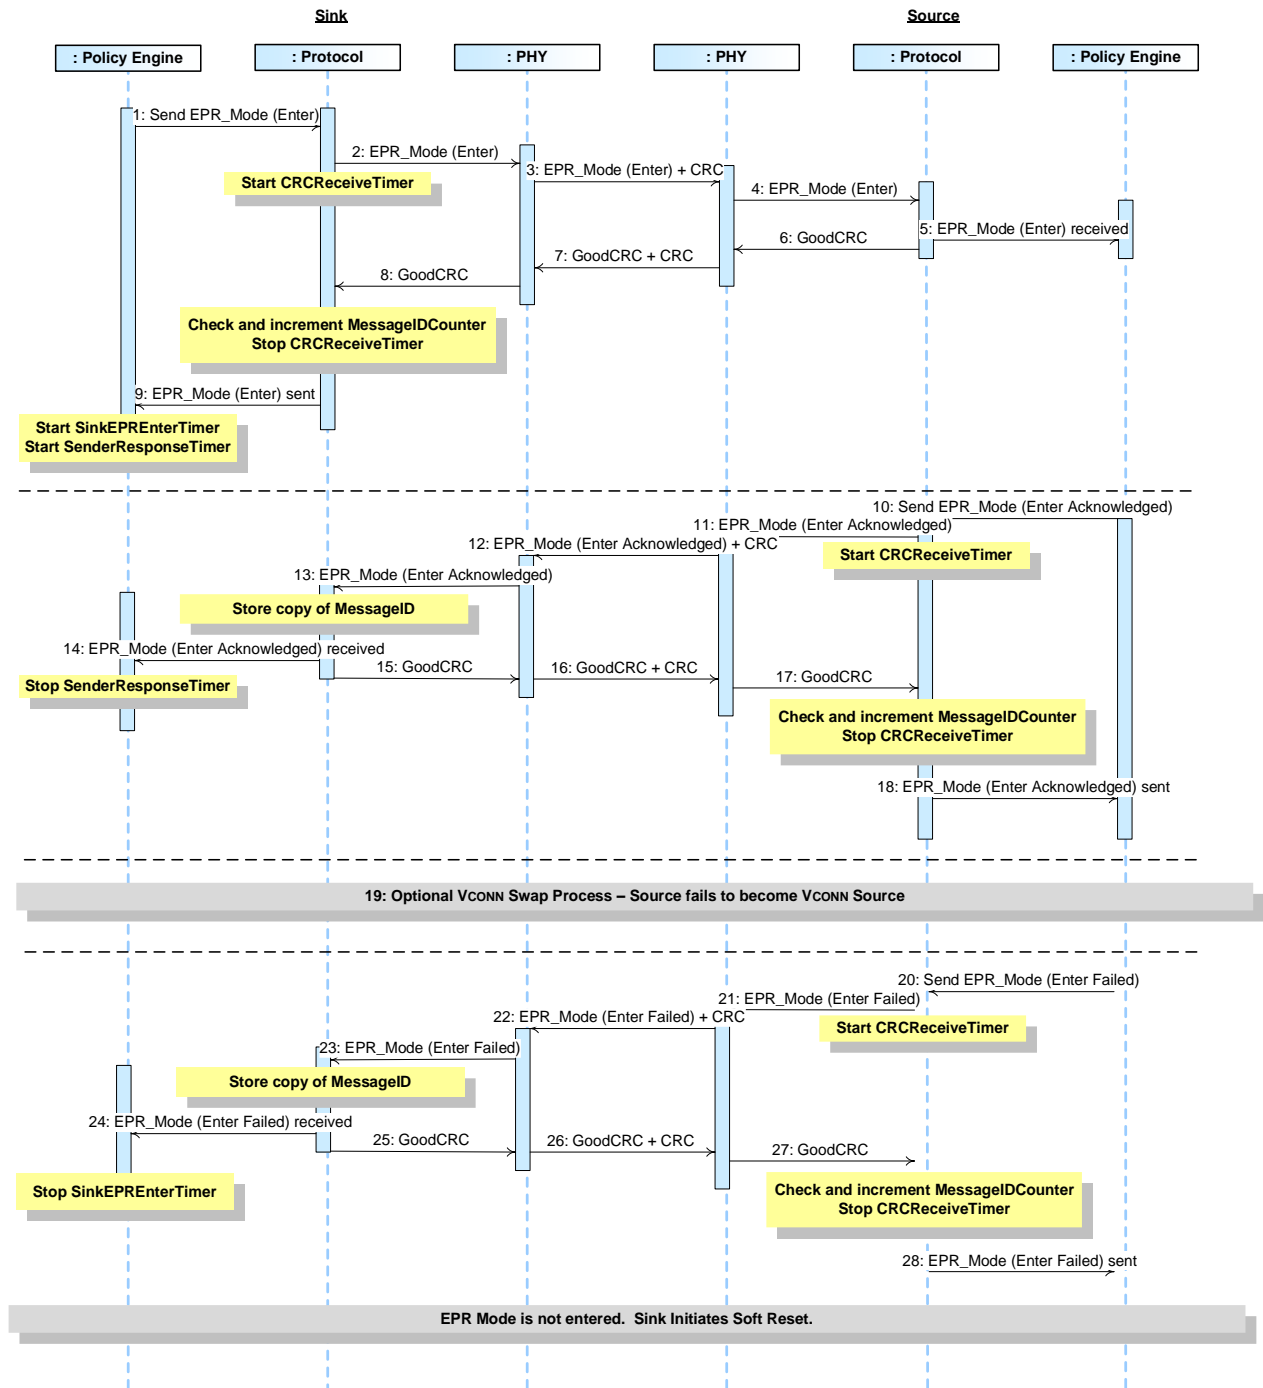 Sink
Source
: Policy Engine
: Protocol
: PHY
: PHY
: Protocol
: Policy Engine
1: Send EPR_Mode (Enter)
2: EPR_Mode (Enter)
3: EPR_Mode (Enter) + CRC
Start CRCReceiveTimer
4: EPR_Mode (Enter)
5: EPR_Mode (Enter) received
6: GoodCRC
7: GoodCRC + CRC
8: GoodCRC
Check and increment MessageIDCounter
Stop CRCReceiveTimer
9: EPR_Mode (Enter) sent
Start SinkEPREnterTimer
Start SenderResponseTimer
10: Send EPR_Mode (Enter Acknowledged)
11: EPR_Mode (Enter Acknowledged)
12: EPR_Mode (Enter Acknowledged) + CRC
Start CRCReceiveTimer
13: EPR_Mode (Enter Acknowledged)
Store copy of MessageID
14: EPR_Mode (Enter Acknowledged) received
15: GoodCRC
16: GoodCRC + CRC
17: GoodCRC
Stop SenderResponseTimer
Check and increment MessageIDCounter
Stop CRCReceiveTimer
18: EPR_Mode (Enter Acknowledged) sent
19: Optional VCONN Swap Process – Source fails to become VCONN Source
20: Send EPR_Mode (Enter Failed)
21: EPR_Mode (Enter Failed)
22: EPR_Mode (Enter Failed) + CRC
Start CRCReceiveTimer
23: EPR_Mode (Enter Failed)
Store copy of MessageID
24: EPR_Mode (Enter Failed) received
25: GoodCRC
26: GoodCRC + CRC
27: GoodCRC
Stop SinkEPREnterTimer
Check and increment MessageIDCounter
Stop CRCReceiveTimer
28: EPR_Mode (Enter Failed) sent
EPR Mode is not entered. Sink Initiates Soft Reset.